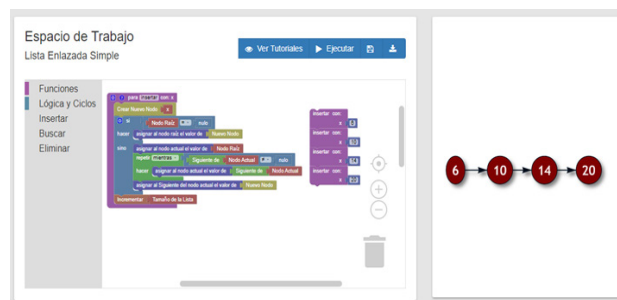 Espacio de Trabajo
Lista Enlazada Simple
Ver Tutoriales
Ejecutar
Funciones
Lógica y Ciclos
Insertar
Buscar
Eliminar
para insertar con: x
Crear Nuevo Nodo x
si Nodo Raíz = nulo
hacer asignar al nodo raíz el valor de Nuevo Nodo
sino asignar al nodo actual el valor de Nodo Raíz
repetir mientras Siguiente de Nodo Actual nulo
hacer asignar al nodo actual el valor de Siguiente de Nodo Actual
asignar al Siguiente del nodo actual el valor de Nuevo Nodo
Incrementar Tamaño de la Lista
insertar con:
x 6
insertar con:
x 10
insertar con:
x 14
insertar con:
x 20
6 10 14 20